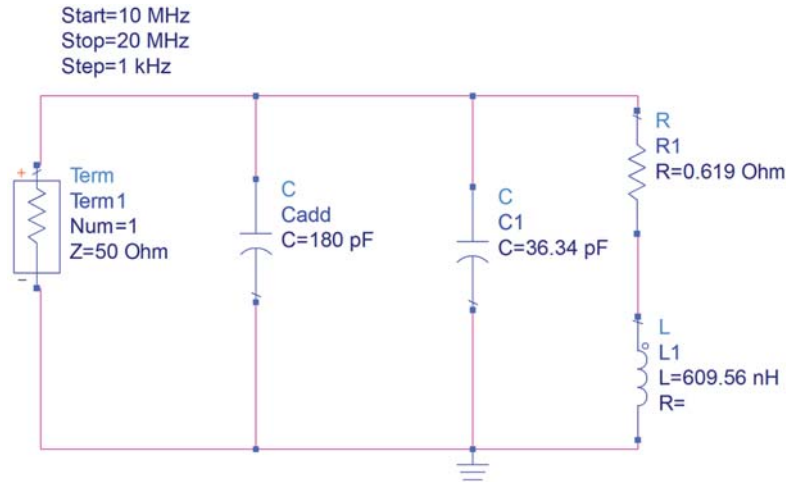 Start=10 MHz
Stop=20 MHz
Step=1 kHz
+
Term
Term1
Num=1
Z=50 Ohm
–
C
Cadd
C=180 pF
C
C1
C=36.34 pF
R
R1
R=0.619 Ohm
L
L1
L=609.56 nH
R=